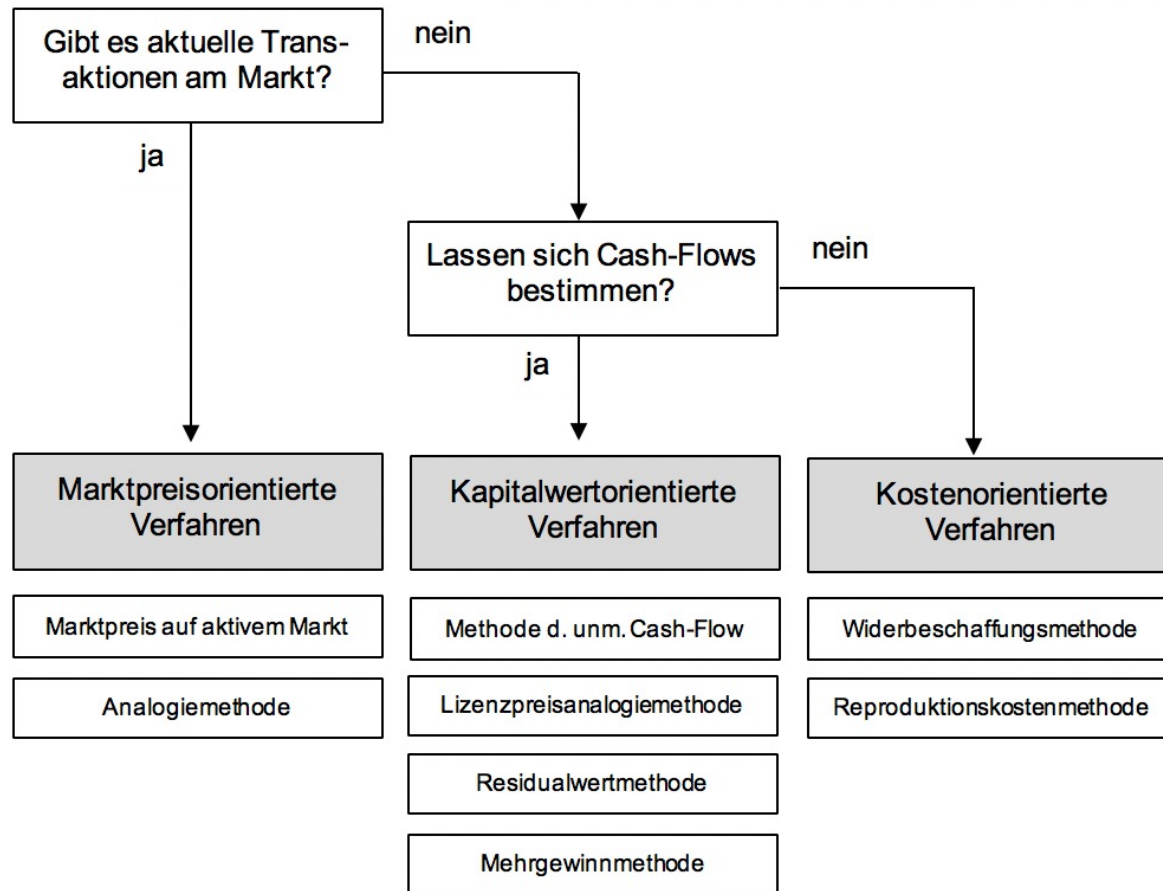 Gibt es aktuelle Trans-
aktionen am Markt?
nein
ja
Lassen sich Cash-Flows
bestimmen?
nein
ja
Marktpreisorientierte
Verfahren
Kapitalwertorientierte
Verfahren
Kostenorientierte
Verfahren
Marktpreis auf aktivem Markt
Methode d. unm. Cash-Flow
Widerbeschaffungsmethode
Analogiemethode
Lizenzpreisanalogiemethode
Reproduktionskostenmethode
Residualwertmethode
Mehrgewinnmethode